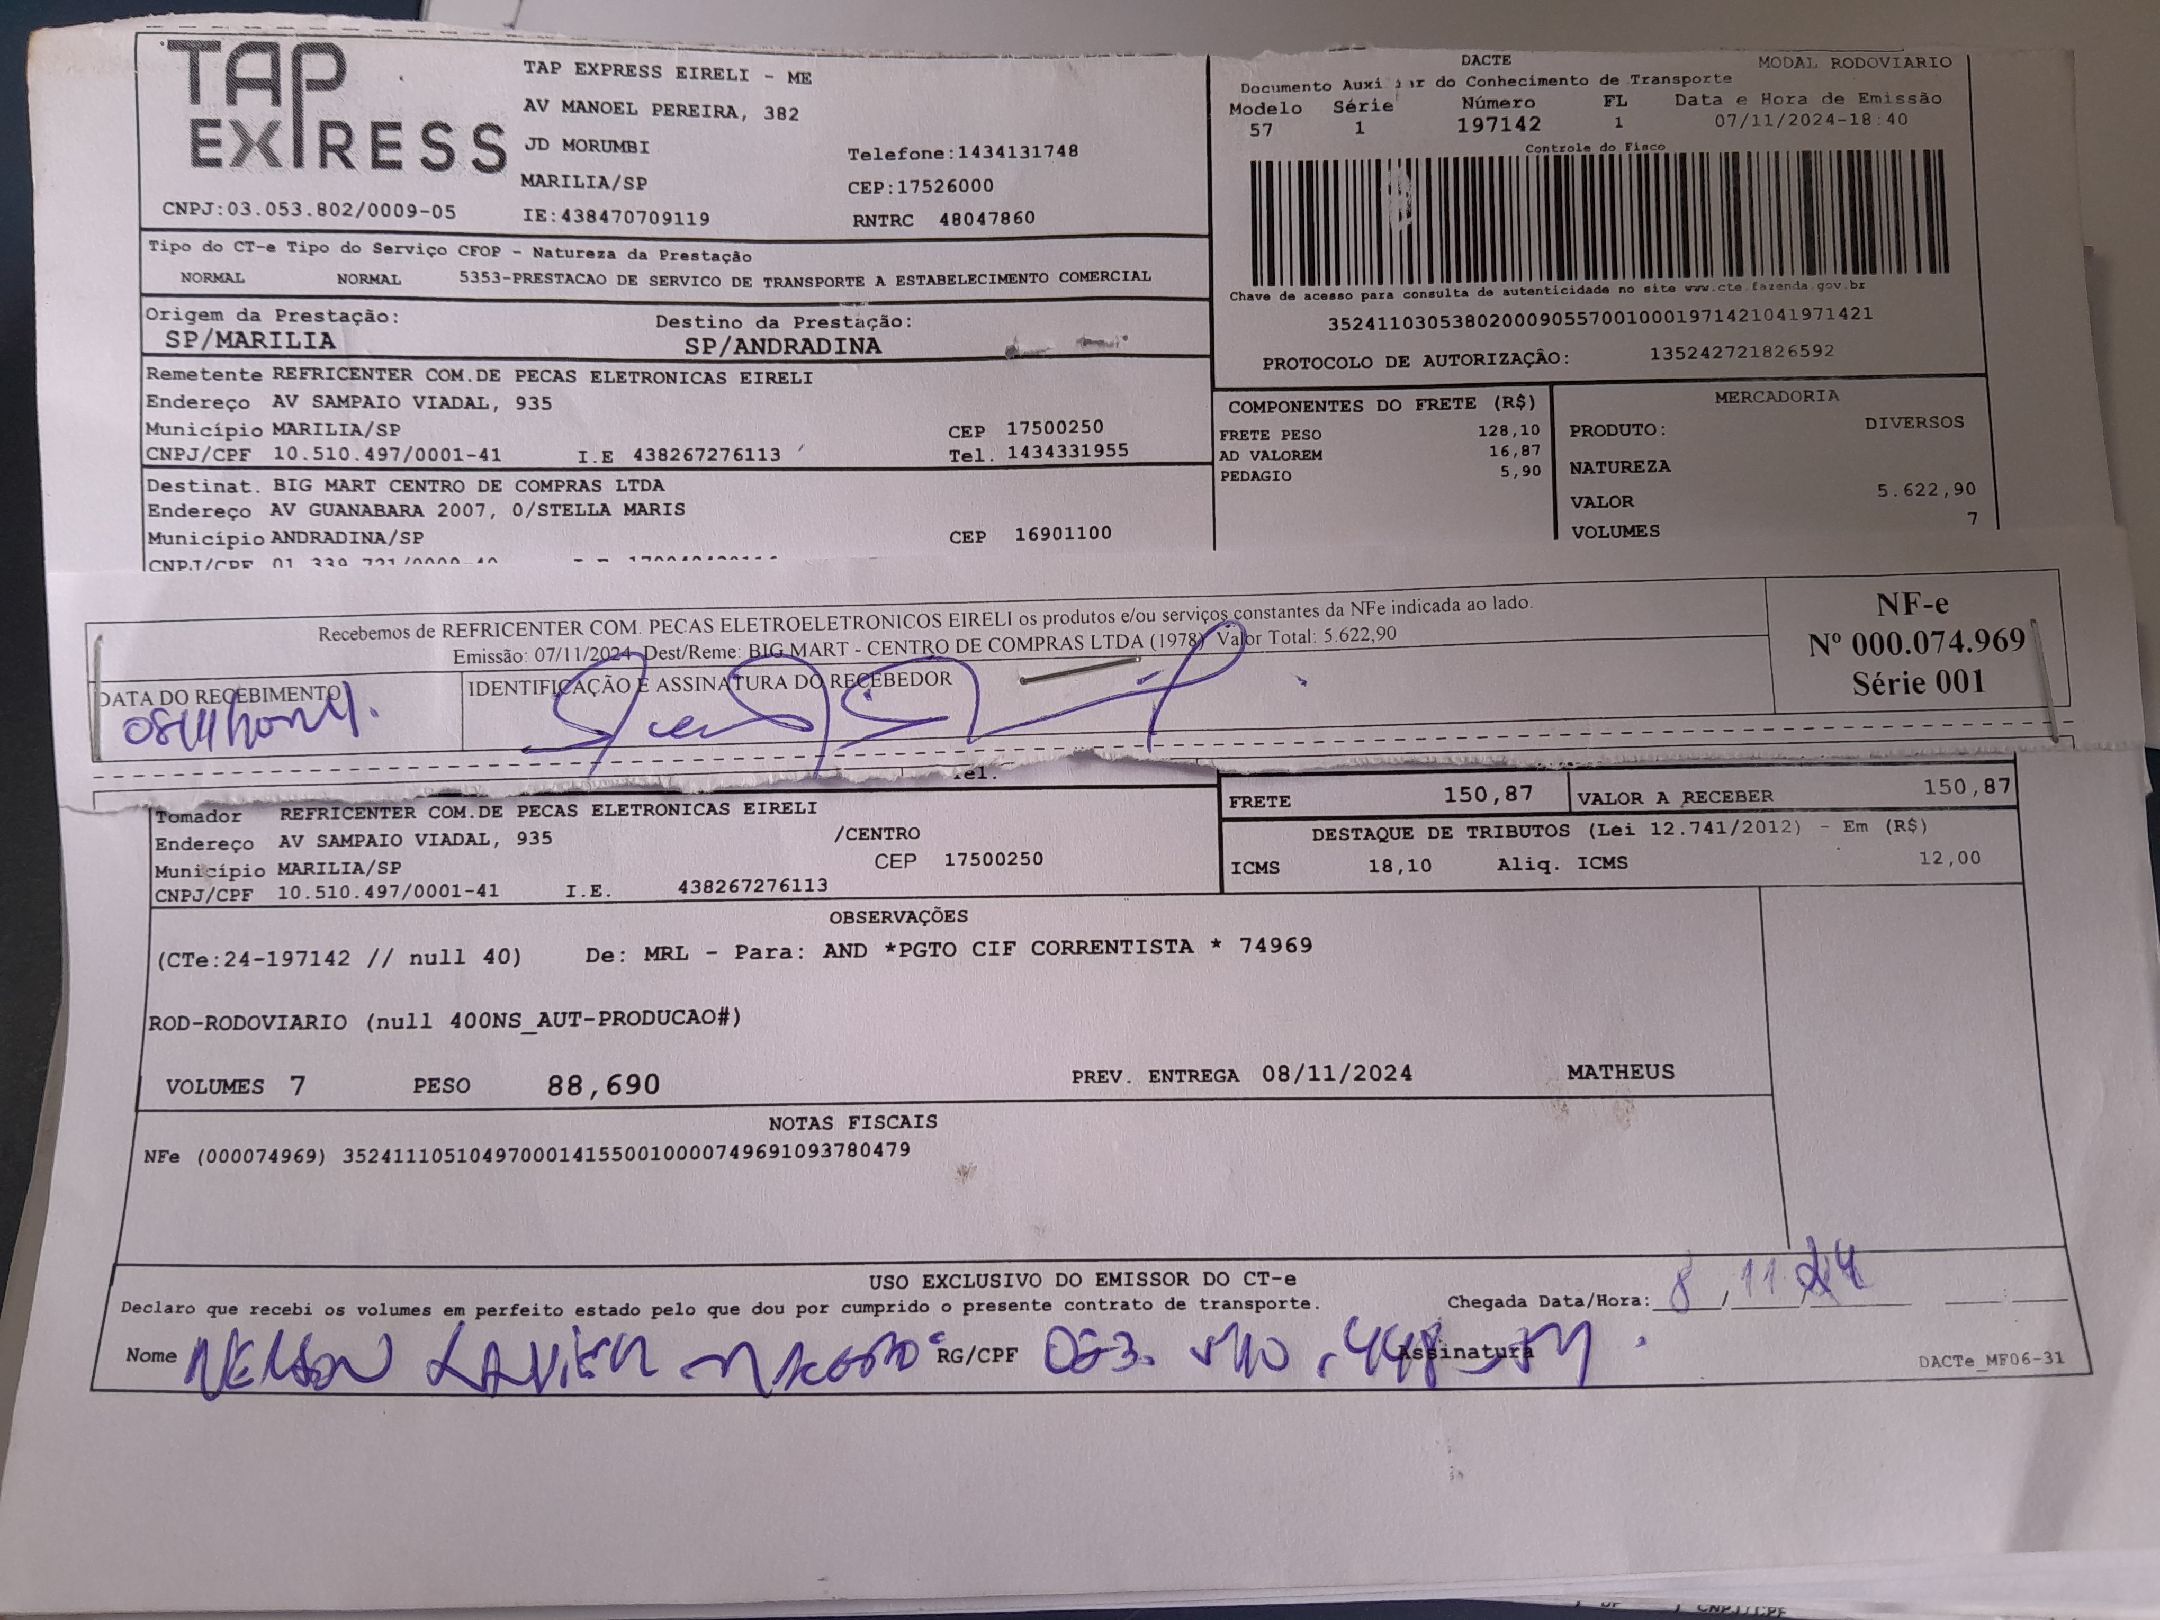 TAP EXPRESS
TAP EXPRESS EIRELI - ME
AV MANOEL PEREIRA, 382
JD MORUMBI
Telefone:1434131748
MARILIA/SP
CEP:17526000
CNPJ:03.053.802/0009-05 IE:438470709119 RNTRC 48047860
DACTE MODAL RODOVIARIO
Documento do Conhecimento de Transporte
Modelo Série Número FL Data e Hora de Emissão
57 1 197142 1 07/11/2024-18:40
Controle do Fisco
Chave de acesso para consulta de autenticidade no site www.cte.fazenda.gov.br
35241103053802000905570010001971421041971421
PROTOCOLO DE AUTORIZAÇÃO: 135242721826592
Tipo do CT-e Tipo do Serviço CFOP - Natureza da Prestação
NORMAL NORMAL 5353-PRESTACAO DE SERVICO DE TRANSPORTE A ESTABELECIMENTO COMERCIAL
Origem da Prestação: Destino da Prestação:
SP/MARILIA SP/ANDRADINA
Remetente REFRICENTER COM.DE PECAS ELETRONICAS EIRELI
Endereço AV SAMPAIO VIADAL, 935
Município MARILIA/SP CEP 17500250
CNPJ/CPF 10.510.497/0001-41 I.E 438267276113 Tel. 1434331955
Destinat. BIG MART CENTRO DE COMPRAS LTDA
Endereço AV GUANABARA 2007, 0/STELLA MARIS
Município ANDRADINA/SP CEP 16901100
CNPJ/CPF
COMPONENTES DO FRETE (R$)
FRETE PESO 128,10
AD VALOREM 16,87
PEDAGIO 5,90
MERCADORIA
PRODUTO: DIVERSOS
NATUREZA
VALOR 5.622,90
VOLUMES 7
Recebemos de REFRICENTER COM. PECAS ELETROELETRONICOS EIRELI os produtos e/ou serviços constantes da NFe indicada ao lado.
Emissão: 07/11/2024 Dest/Reme: BIG MART - CENTRO DE COMPRAS LTDA (1978) Valor Total: 5.622,90
DATA DO RECEBIMENTO IDENTIFICAÇÃO E ASSINATURA DO RECEBEDOR
NF-e
Nº 000.074.969
Série 001
Tel.
Tomador REFRICENTER COM.DE PECAS ELETRONICAS EIRELI
Endereço AV SAMPAIO VIADAL, 935 /CENTRO
Município MARILIA/SP CEP 17500250
CNPJ/CPF 10.510.497/0001-41 I.E. 438267276113
FRETE 150,87 VALOR A RECEBER 150,87
DESTAQUE DE TRIBUTOS (Lei 12.741/2012) - Em (R$)
ICMS 18,10 Aliq. ICMS 12,00
OBSERVAÇÕES
(CTe:24-197142 // null 40) De: MRL - Para: AND *PGTO CIF CORRENTISTA * 74969
ROD-RODOVIARIO (null 400NS_AUT-PRODUCAO#)
VOLUMES 7 PESO 88,690 PREV. ENTREGA 08/11/2024 MATHEUS
NOTAS FISCAIS
NFe (000074969) 35241110510497000141550010000749691093780479
USO EXCLUSIVO DO EMISSOR DO CT-e
Declaro que recebi os volumes em perfeito estado pelo que dou por cumprido o presente contrato de transporte. Chegada Data/Hora: 8/11/24
Nome NELSON RG/CPF Assinatura
DACTe_MF06-31
CNPJ/CPF